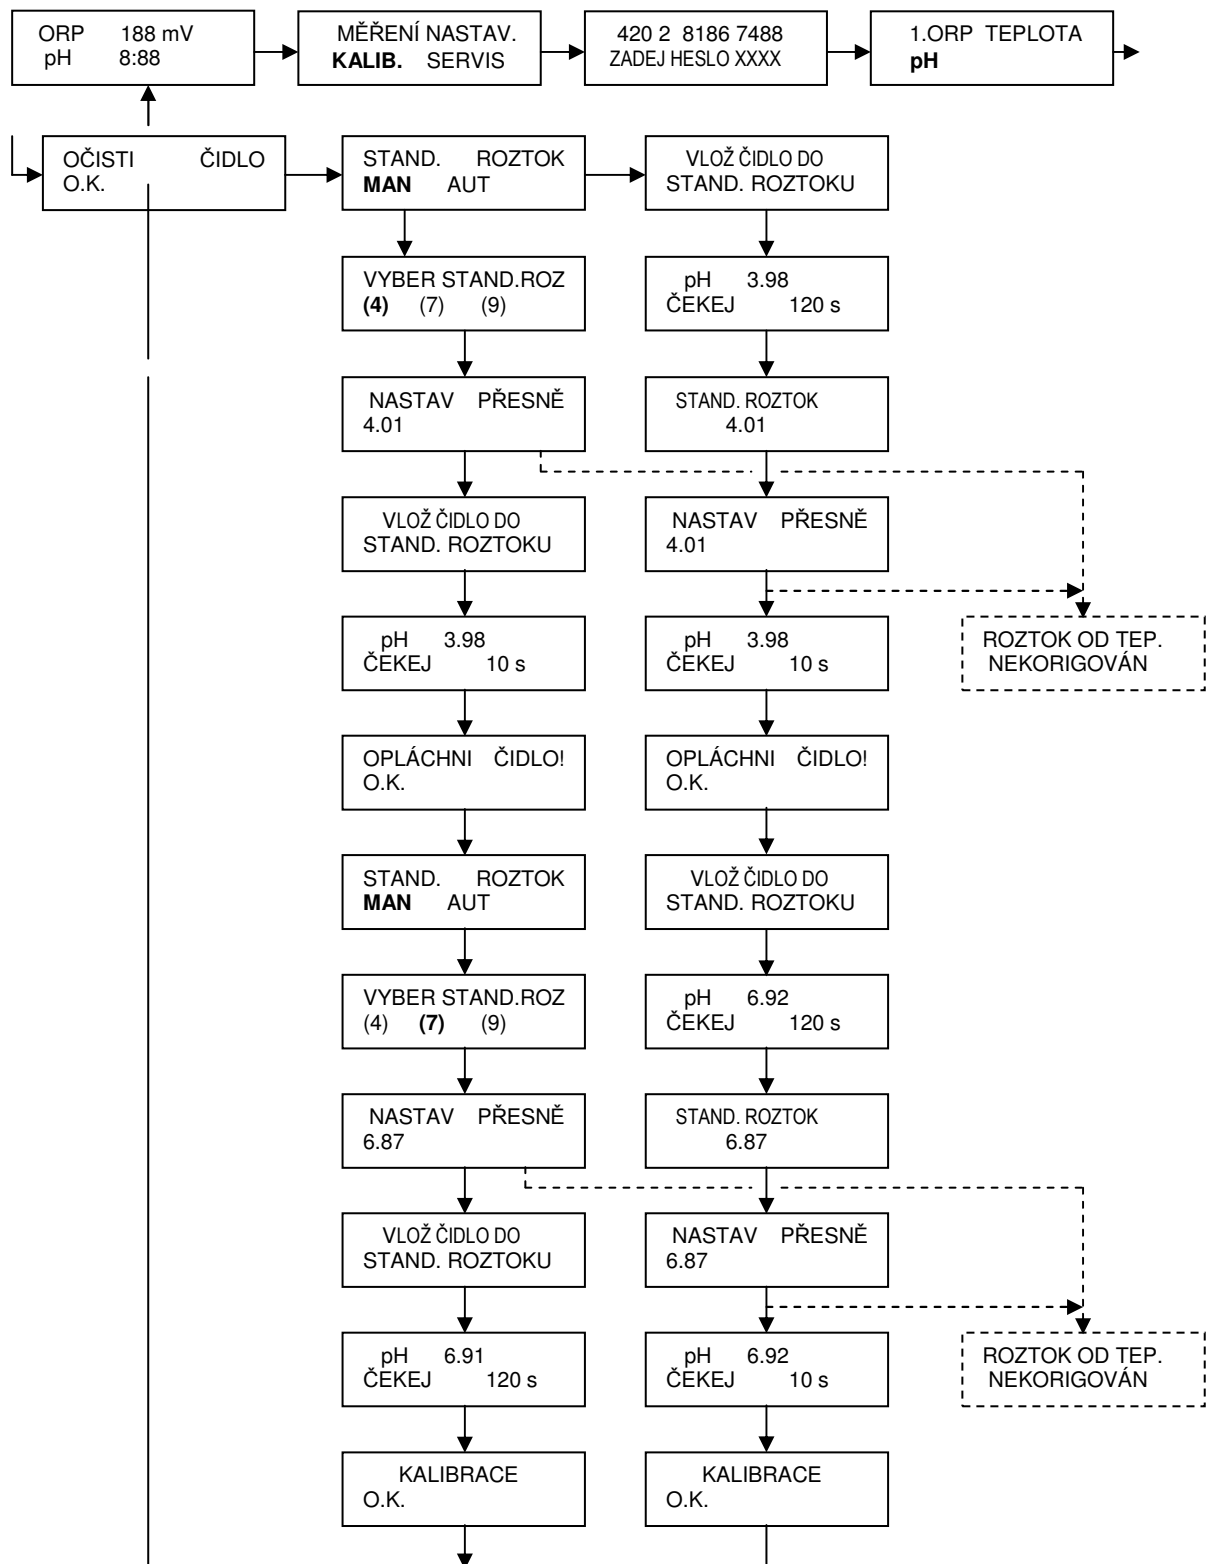 ORP 188 mV
pH 8:88
MĚŘENÍ NASTAV.
KALIB. SERVIS
420 2 8186 7488
ZADEJ HESLO XXXX
1.ORP TEPLOTA
pH
OČISTI ČIDLO
O.K.
STAND. ROZTOK
MAN AUT
VLOŽ ČIDLO DO
STAND. ROZTOKU
VYBER STAND.ROZ
(4) (7) (9)
pH 3.98
ČEKEJ 120 s
NASTAV PŘESNĚ
4.01
STAND. ROZTOK
4.01
VLOŽ ČIDLO DO
STAND. ROZTOKU
NASTAV PŘESNĚ
4.01
pH 3.98
ČEKEJ 10 s
pH 3.98
ČEKEJ 10 s
ROZTOK OD TEP.
NEKORIGOVÁN
OPLÁCHNI ČIDLO!
O.K.
OPLÁCHNI ČIDLO!
O.K.
STAND. ROZTOK
MAN AUT
VLOŽ ČIDLO DO
STAND. ROZTOKU
VYBER STAND.ROZ
(4) (7) (9)
pH 6.92
ČEKEJ 120 s
NASTAV PŘESNĚ
6.87
STAND. ROZTOK
6.87
VLOŽ ČIDLO DO
STAND. ROZTOKU
NASTAV PŘESNĚ
6.87
pH 6.91
ČEKEJ 120 s
pH 6.92
ČEKEJ 10 s
ROZTOK OD TEP.
NEKORIGOVÁN
KALIBRACE
O.K.
KALIBRACE
O.K.